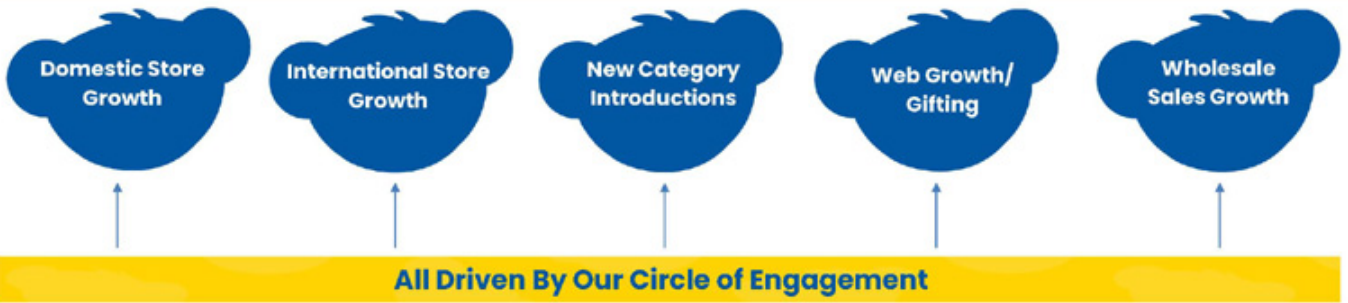 Domestic Store
Growth
International Store
Growth
New Category
Introductions
Web Growth/
Gifting
Wholesale
Sales Growth
All Driven By Our Circle of Engagement